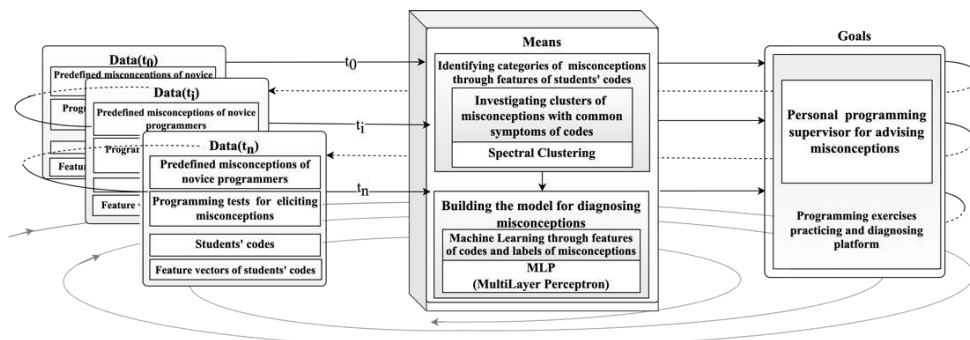 Data(t0)
Predefined misconceptions of novice
programmers
Data(ti)
Predefined misconceptions of novice
programmers
Data(tn)
Predefined misconceptions of
novice programmers
Programming tests for eliciting
misconceptions
Students' codes
Feature vectors of students' codes
t0
ti
tn
Means
Identifying categories of misconceptions
through features of students' codes
Investigating clusters of
misconceptions with common
symptoms of codes
Spectral Clustering
Building the model for diagnosing
misconceptions
Machine Learning through features
of codes and labels of misconceptions
MLP
(MultiLayer Perceptron)
Goals
Personal programming
supervisor for advising
misconceptions
Programming exercises
practicing and diagnosing
platform